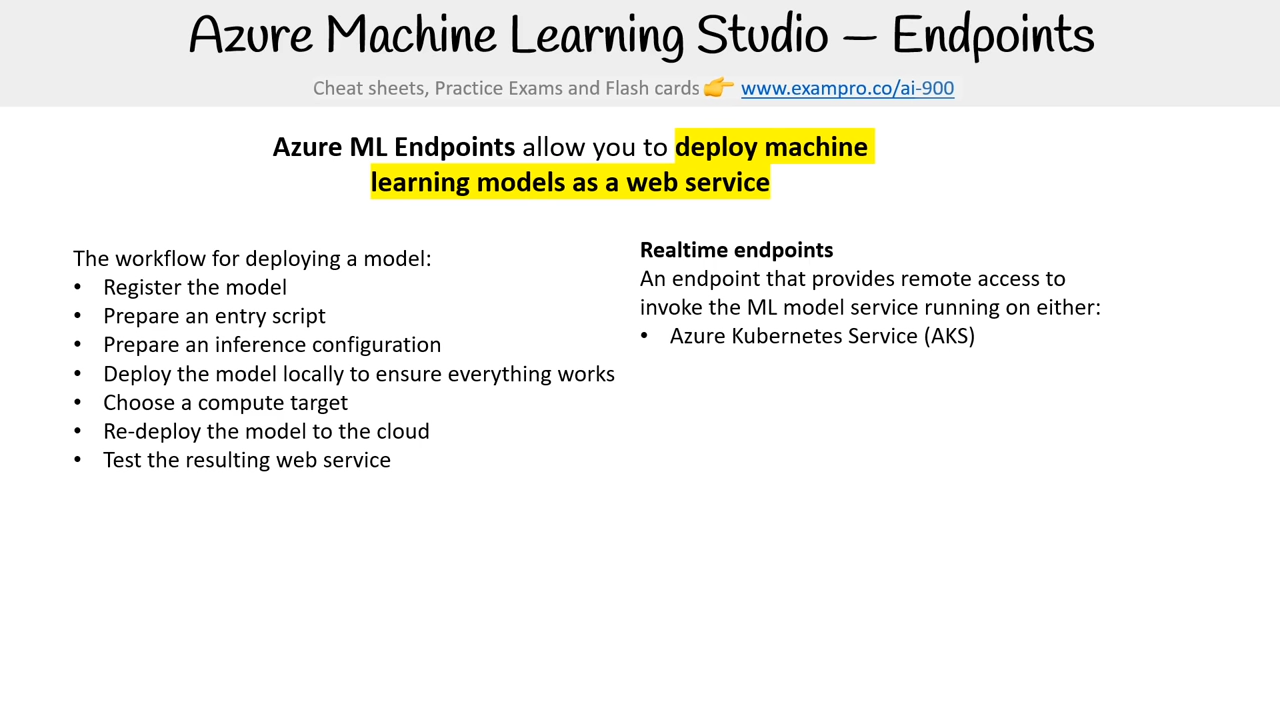 Azure Machine Learning Studio – Endpoints
Cheat sheets, Practice Exams and Flash cards 👉 www.exampro.co/ai-900
Azure ML Endpoints allow you to deploy machine
learning models as a web service
The workflow for deploying a model:
• Register the model
• Prepare an entry script
• Prepare an inference configuration
• Deploy the model locally to ensure everything works
• Choose a compute target
• Re-deploy the model to the cloud
• Test the resulting web service
Realtime endpoints
An endpoint that provides remote access to
invoke the ML model service running on either:
• Azure Kubernetes Service (AKS)